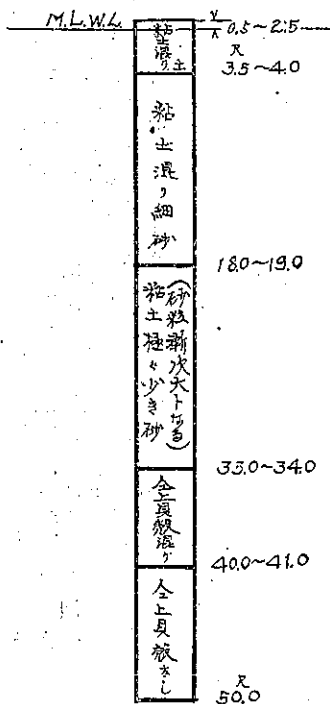 M.L.W.L.
0.5~2.5
粘土混り土
尺
3.5~4.0
粘土混り細砂
18.0~19.0
(砂粒漸次大トナる)
粘土極々少き砂
33.0~34.0
仝上貝殻混り
40.0~41.0
仝上貝殻なし
尺
50.0